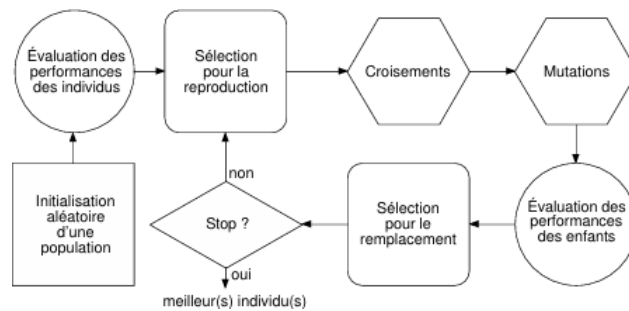 Évaluation des
performances
des individus
Sélection
pour la
reproduction
Croisements
Mutations
Initialisation
aléatoire
d'une
population
non
Stop ?
oui
meilleur(s) individu(s)
Sélection
pour le
remplacement
Évaluation des
performances
des enfants